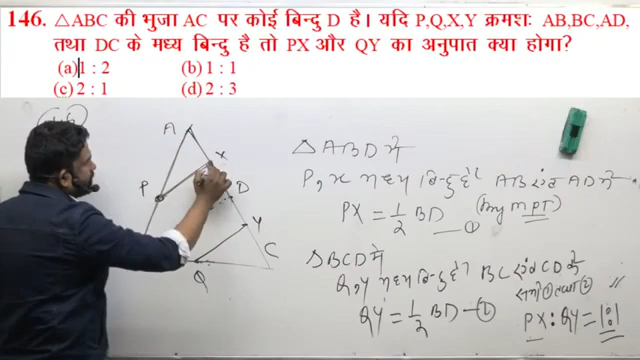 146. △ABC की भुजा AC पर कोई बिन्दु D है। यदि P,Q,X,Y क्रमशः AB,BC,AD,
तथा DC के मध्य बिन्दु है तो PX और QY का अनुपात क्या होगा?
(a) 1 : 2 (b) 1 : 1
(c) 2 : 1 (d) 2 : 3
A
X
P
D
Y
Q
C
△ABD में
P, x मध्य बिन्दु है AB एवं AD के
PX = 1/2 BD (By MPT)
—①
△BCD में
Q, y मध्य बिन्दु है BC एवं CD के
QY = 1/2 BD —②
PX : QY = 1:1